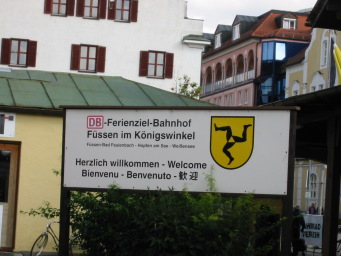 DB-Ferienziel-Bahnhof
Füssen im Königswinkel
Füssen-Bad Faulenbach - Hopfen am See - Weißensee
Herzlich willkommen - Welcome
Bienvenu - Benvenuto - 歓迎